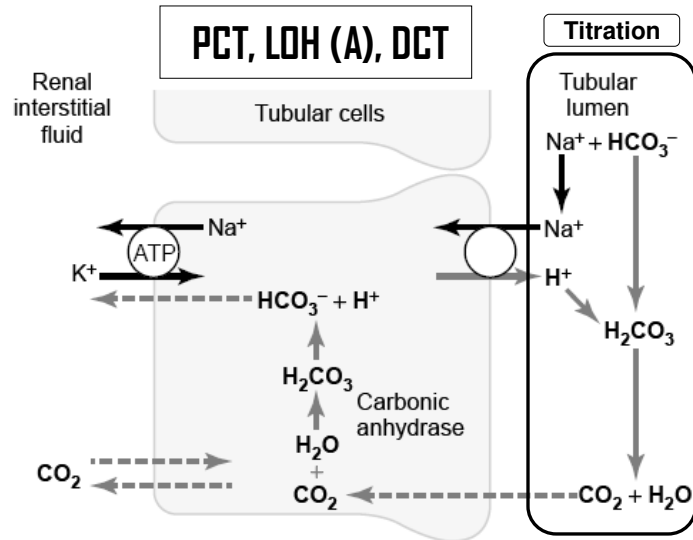 PCT, LOH (A), DCT
Titration
Renal
interstitial
fluid
Tubular cells
Tubular
lumen
Na⁺ + HCO₃⁻
Na⁺
Na⁺
ATP
K⁺
H⁺
HCO₃⁻ + H⁺
H₂CO₃
H₂CO₃
Carbonic
anhydrase
H₂O
+
CO₂
CO₂
CO₂ + H₂O